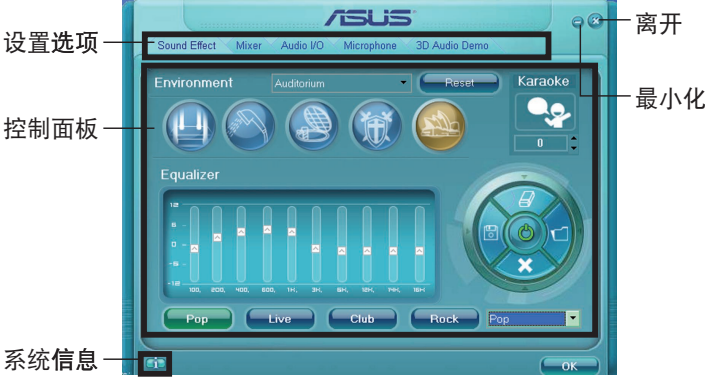 ASUS
离开
设置选项
Sound Effect Mixer Audio I/O Microphone 3D Audio Demo
最小化
Environment Auditorium Reset Karaoke
控制面板
0
Equalizer
12
6
0
-6
-12
100, 200, 400, 600, 1K, 3K, 6K, 12K, 14K, 16K
Pop Live Club Rock Pop
系统信息
OK